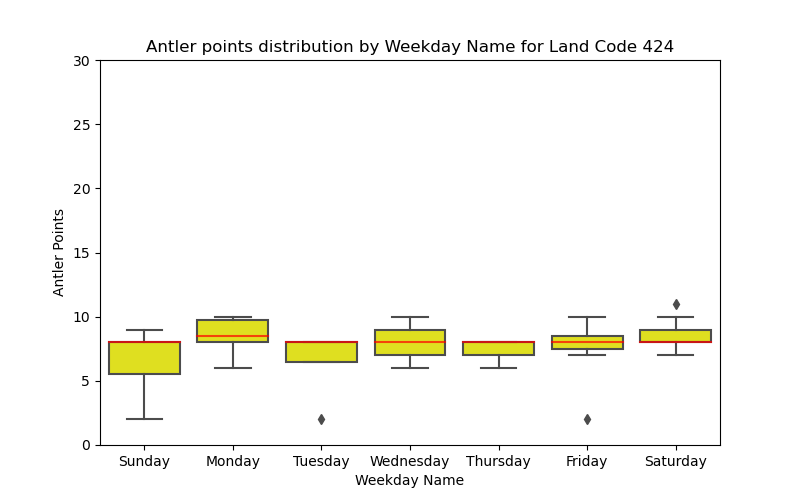 Antler points distribution by Weekday Name for Land Code 424
30
25
20
15
10
5
0
Antler Points
Sunday Monday Tuesday Wednesday Thursday Friday Saturday
Weekday Name